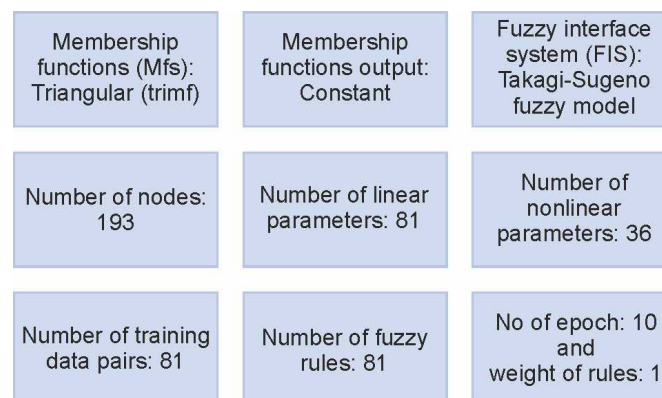 Membership
functions (Mfs):
Triangular (trimf)
Membership
functions output:
Constant
Fuzzy interface
system (FIS):
Takagi-Sugeno
fuzzy model
Number of nodes:
193
Number of linear
parameters: 81
Number of
nonlinear
parameters: 36
Number of training
data pairs: 81
Number of fuzzy
rules: 81
No of epoch: 10
and
weight of rules: 1